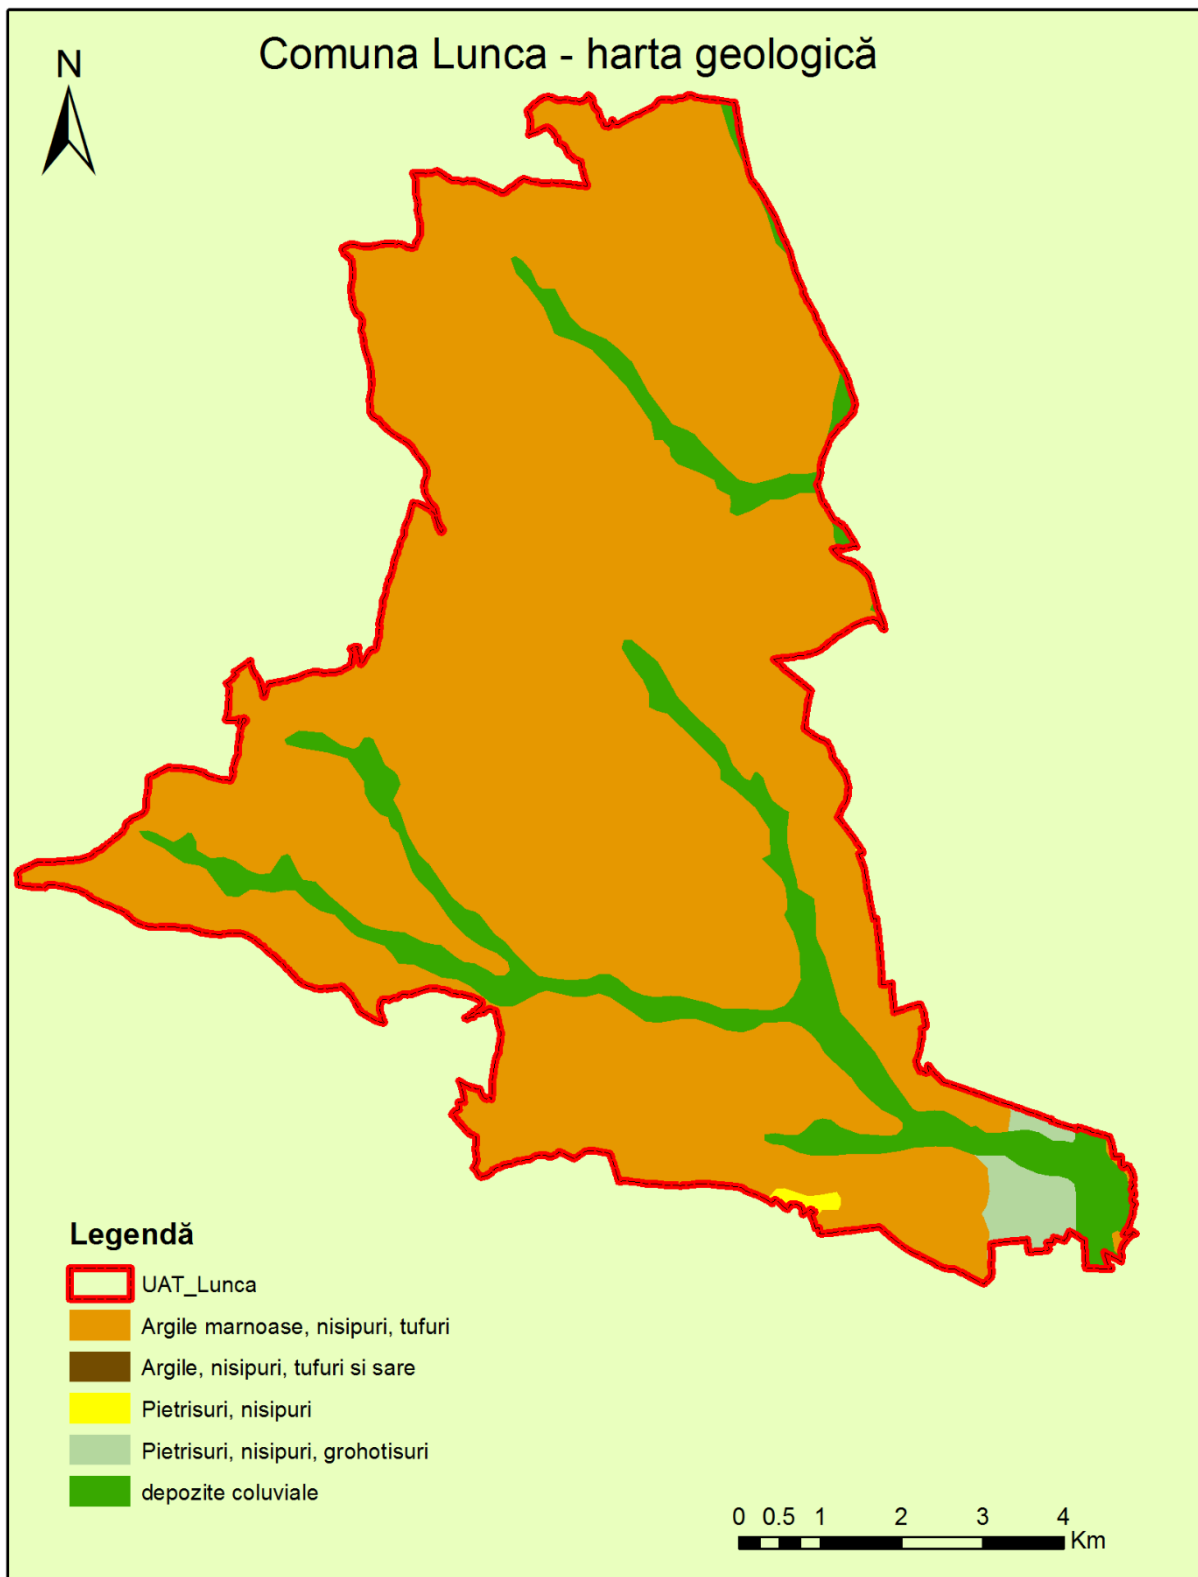 Comuna Lunca - harta geologică
N
Legendă
UAT_Lunca
Argile marnoase, nisipuri, tufuri
Argile, nisipuri, tufuri si sare
Pietrisuri, nisipuri
Pietrisuri, nisipuri, grohotisuri
depozite coluviale
0 0.5 1 2 3 4
Km